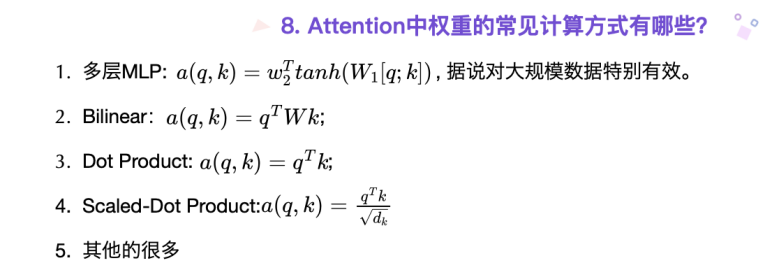 8. Attention中权重的常见计算方式有哪些?
1. 多层MLP: a(q, k) = w_2^T tanh(W_1[q; k]), 据说对大规模数据特别有效。
2. Bilinear: a(q, k) = q^T Wk;
3. Dot Product: a(q, k) = q^T k;
4. Scaled-Dot Product:a(q, k) = \frac{q^T k}{\sqrt{d_k}}
5. 其他的很多